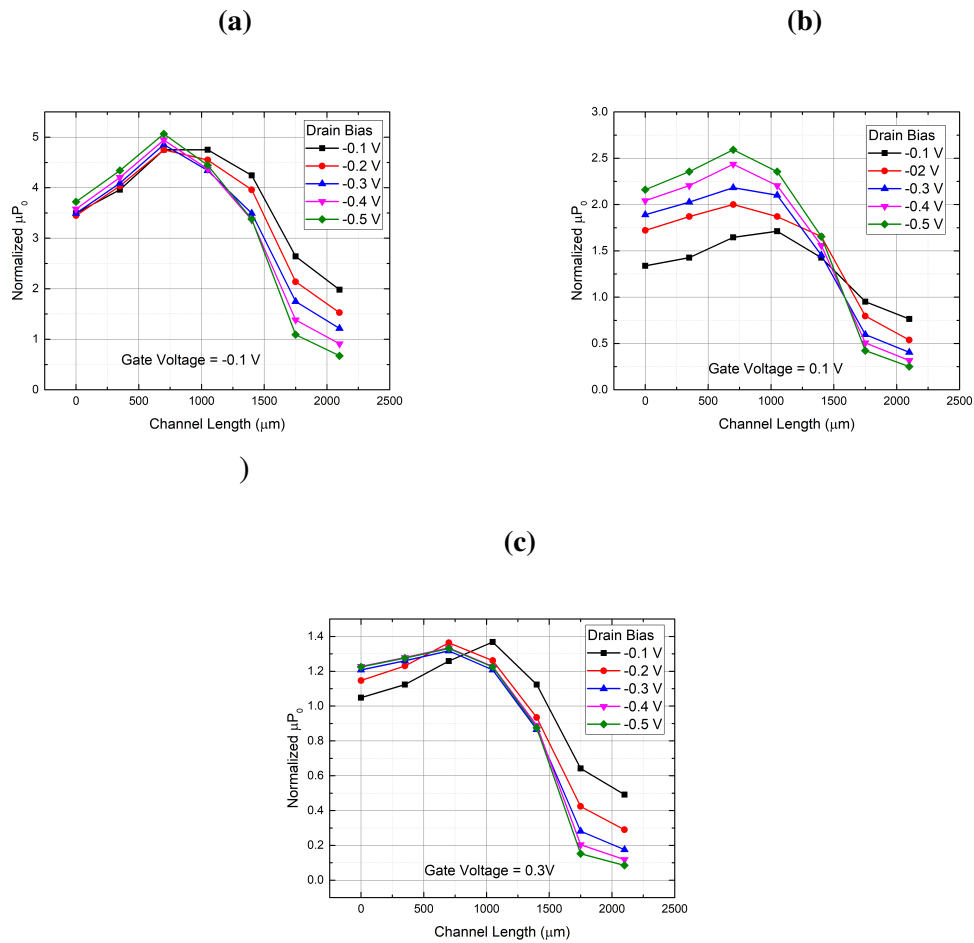 (a)
(b)
Normalized μP0
5
4
3
2
1
0
Drain Bias
-0.1 V
-0.2 V
-0.3 V
-0.4 V
-0.5 V
Gate Voltage = -0.1 V
0 500 1000 1500 2000 2500
Channel Length (μm)
Normalized μP0
3.0
2.5
2.0
1.5
1.0
0.5
0.0
Drain Bias
-0.1 V
-02 V
-0.3 V
-0.4 V
-0.5 V
Gate Voltage = 0.1 V
0 500 1000 1500 2000 2500
Channel Length (μm)
)
(c)
Normalized μP0
1.4
1.2
1.0
0.8
0.6
0.4
0.2
0.0
Drain Bias
-0.1 V
-0.2 V
-0.3 V
-0.4 V
-0.5 V
Gate Voltage = 0.3V
0 500 1000 1500 2000 2500
Channel Length (μm)